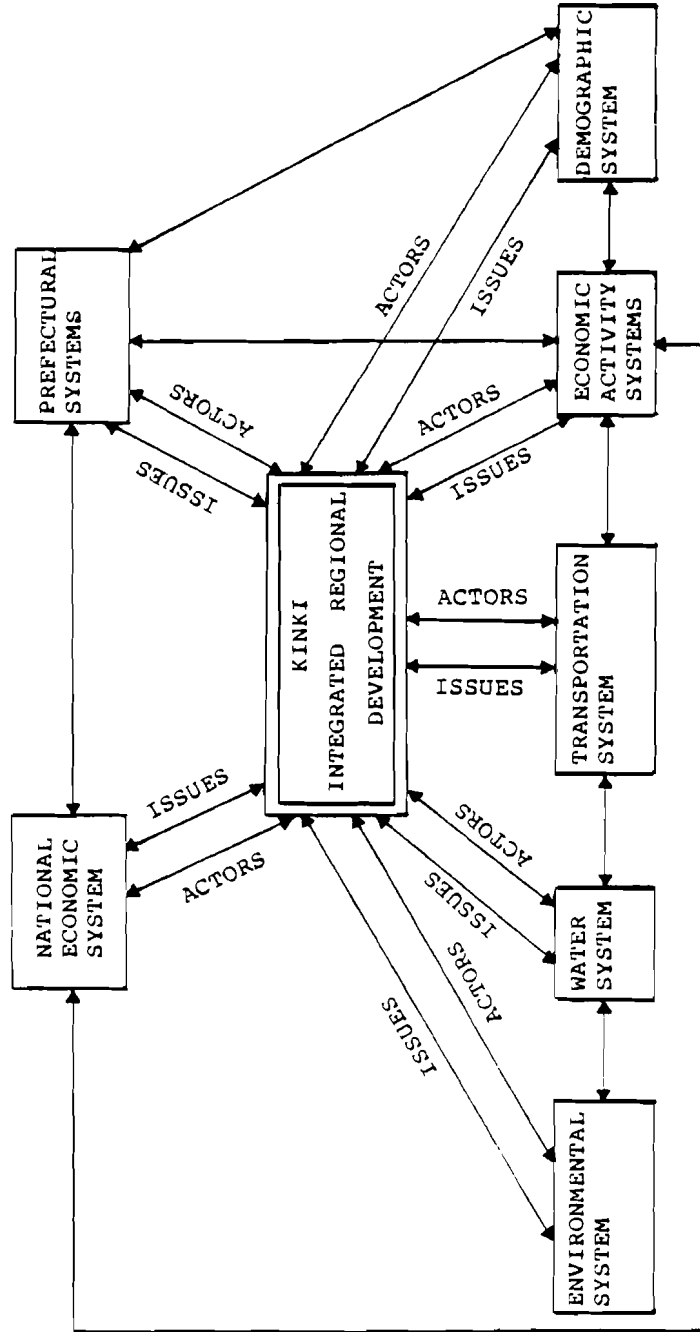 NATIONAL
ECONOMIC
SYSTEM
PREFECTURAL
SYSTEMS
ISSUES
ACTORS
ISSUES
ACTORS
KINKI
INTEGRATED REGIONAL
DEVELOPMENT
ISSUES
ACTORS
ISSUES
ACTORS
ISSUES
ACTORS
ISSUES
ACTORS
ACTORS
ISSUES
ENVIRONMENTAL
SYSTEM
WATER
SYSTEM
TRANSPORTATION
SYSTEM
ECONOMIC
ACTIVITY
SYSTEMS
DEMOGRAPHIC
SYSTEM